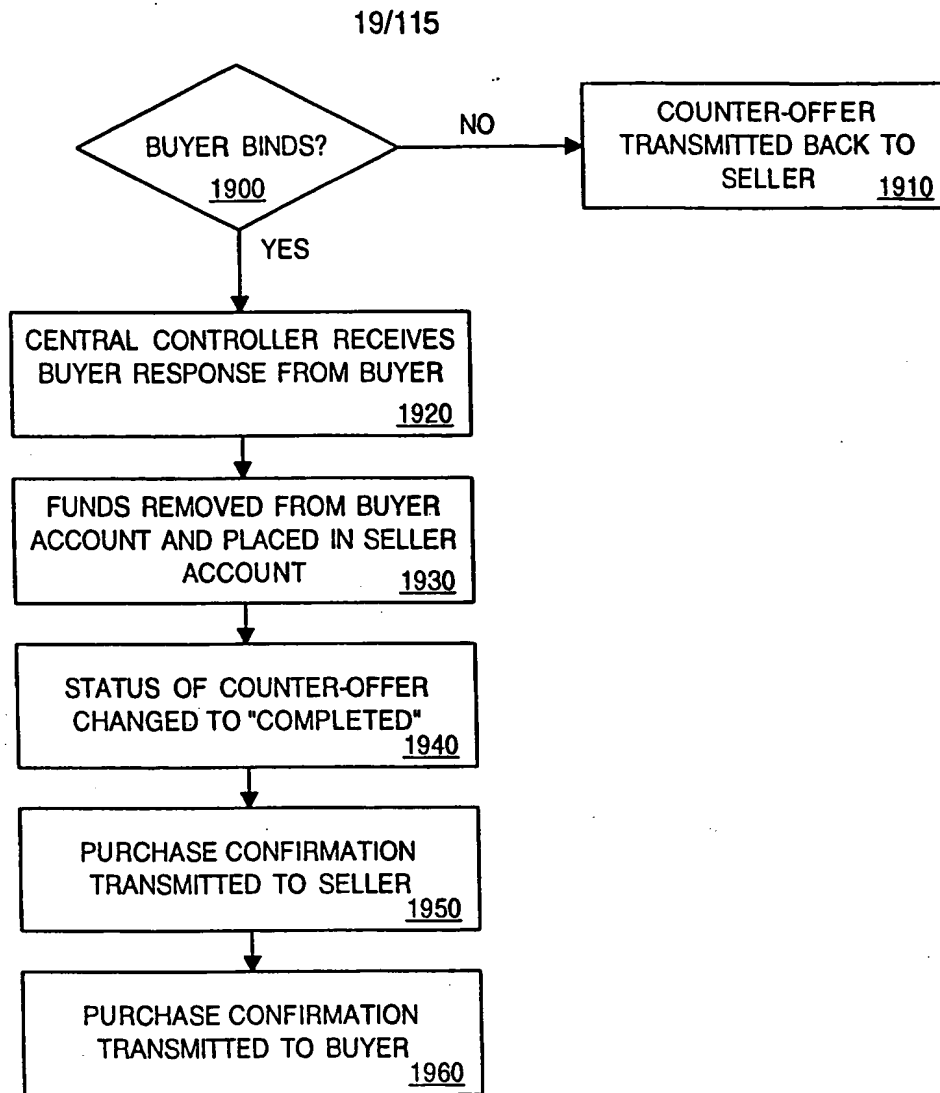 19/115
BUYER BINDS?
1900
NO
COUNTER-OFFER
TRANSMITTED BACK TO
SELLER 1910
YES
CENTRAL CONTROLLER RECEIVES
BUYER RESPONSE FROM BUYER
1920
FUNDS REMOVED FROM BUYER
ACCOUNT AND PLACED IN SELLER
ACCOUNT 1930
STATUS OF COUNTER-OFFER
CHANGED TO "COMPLETED"
1940
PURCHASE CONFIRMATION
TRANSMITTED TO SELLER
1950
PURCHASE CONFIRMATION
TRANSMITTED TO BUYER
1960